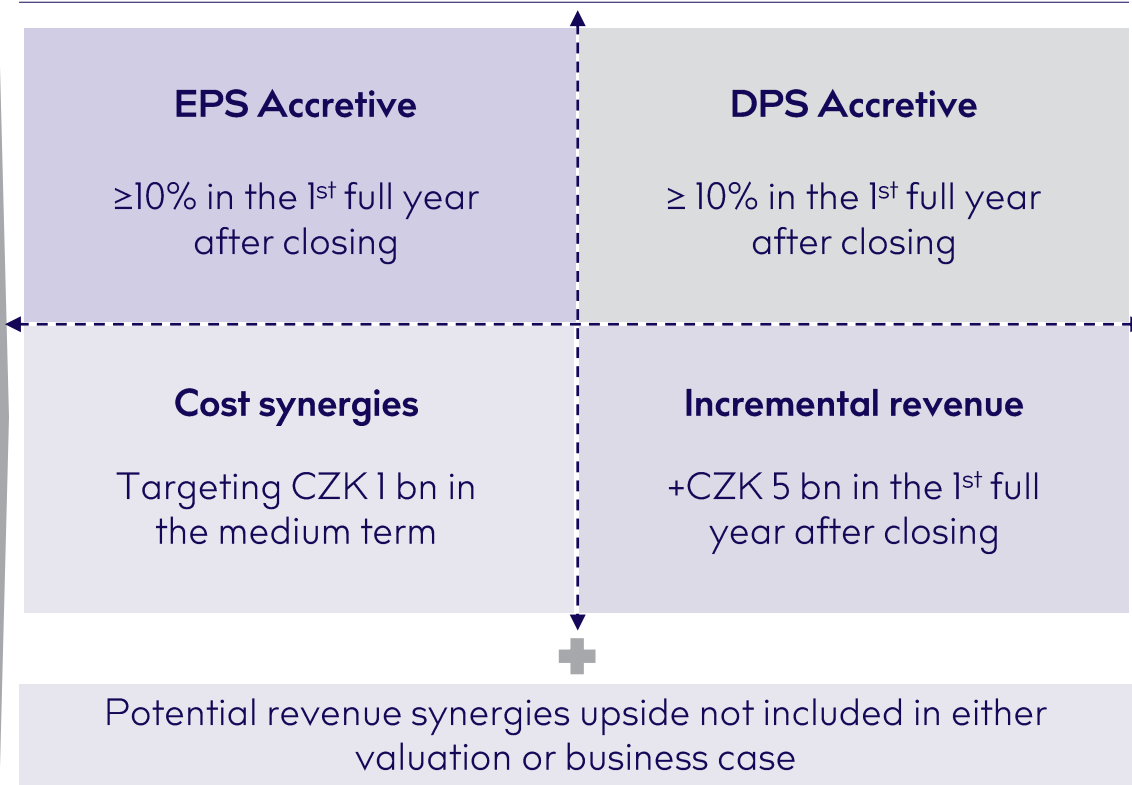 EPS Accretive
≥10% in the 1st full year
after closing
DPS Accretive
≥ 10% in the 1st full year
after closing
Cost synergies
Targeting CZK 1 bn in
the medium term
Incremental revenue
+CZK 5 bn in the 1st full
year after closing
Potential revenue synergies upside not included in either
valuation or business case